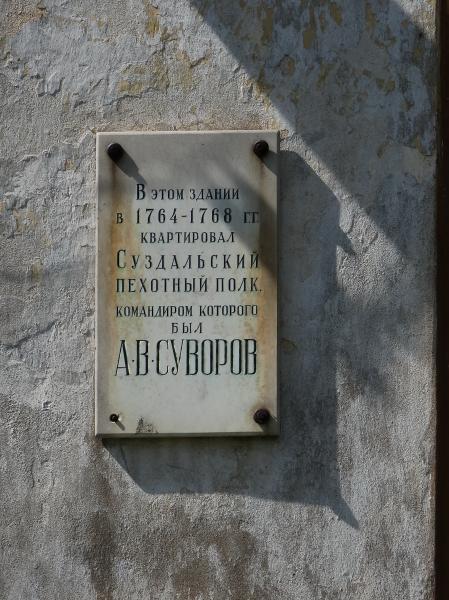 В этом здании
в 1764-1768 гг
квартировал
Суздальский
пехотный полк,
командиром которого
был
А·В·СУВОРОВ